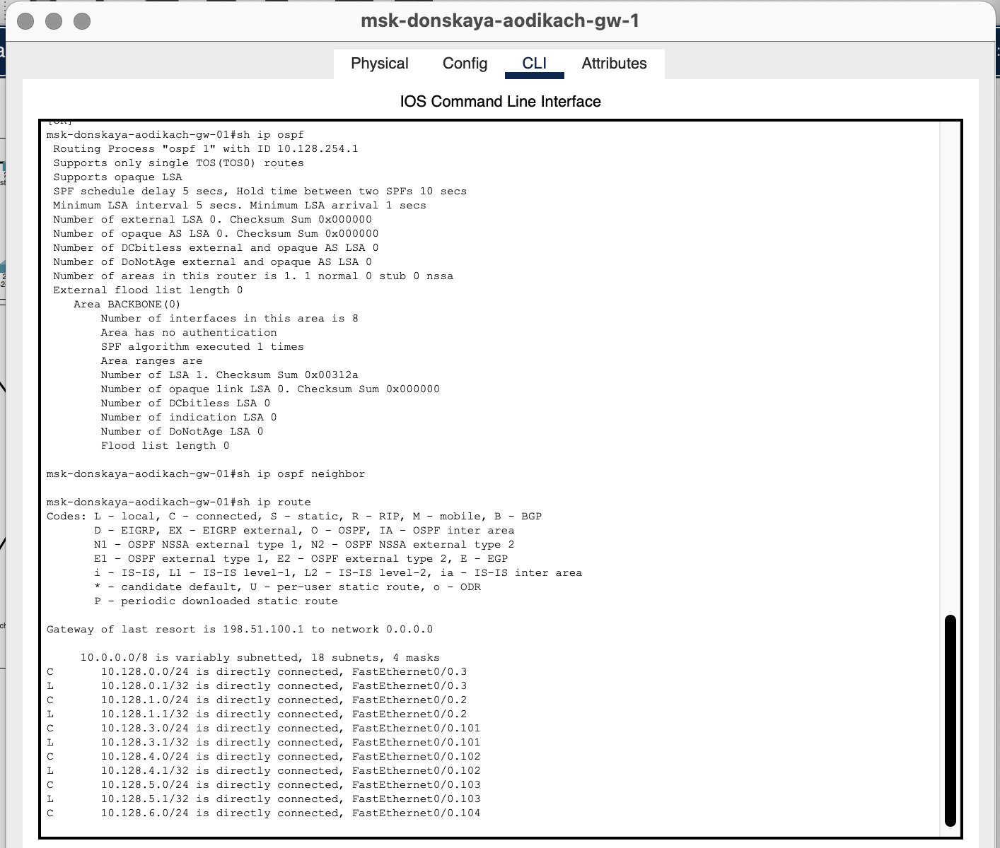 msk-donskaya-aodikach-gw-1
Physical Config CLI Attributes
IOS Command Line Interface
msk-donskaya-aodikach-gw-01#sh ip ospf
Routing Process "ospf 1" with ID 10.128.254.1
Supports only single TOS(TOS0) routes
Supports opaque LSA
SPF schedule delay 5 secs, Hold time between two SPFs 10 secs
Minimum LSA interval 5 secs. Minimum LSA arrival 1 secs
Number of external LSA 0. Checksum Sum 0x000000
Number of opaque AS LSA 0. Checksum Sum 0x000000
Number of DCbitless external and opaque AS LSA 0
Number of DoNotAge external and opaque AS LSA 0
Number of areas in this router is 1. 1 normal 0 stub 0 nssa
External flood list length 0
Area BACKBONE(0)
Number of interfaces in this area is 8
Area has no authentication
SPF algorithm executed 1 times
Area ranges are
Number of LSA 1. Checksum Sum 0x00312a
Number of opaque link LSA 0. Checksum Sum 0x000000
Number of DCbitless LSA 0
Number of indication LSA 0
Number of DoNotAge LSA 0
Flood list length 0
msk-donskaya-aodikach-gw-01#sh ip ospf neighbor
msk-donskaya-aodikach-gw-01#sh ip route
Codes: L - local, C - connected, S - static, R - RIP, M - mobile, B - BGP
D - EIGRP, EX - EIGRP external, O - OSPF, IA - OSPF inter area
N1 - OSPF NSSA external type 1, N2 - OSPF NSSA external type 2
E1 - OSPF external type 1, E2 - OSPF external type 2, E - EGP
i - IS-IS, L1 - IS-IS level-1, L2 - IS-IS level-2, ia - IS-IS inter area
* - candidate default, U - per-user static route, o - ODR
P - periodic downloaded static route
Gateway of last resort is 198.51.100.1 to network 0.0.0.0
10.0.0.0/8 is variably subnetted, 18 subnets, 4 masks
C 10.128.0.0/24 is directly connected, FastEthernet0/0.3
L 10.128.0.1/32 is directly connected, FastEthernet0/0.3
C 10.128.1.0/24 is directly connected, FastEthernet0/0.2
L 10.128.1.1/32 is directly connected, FastEthernet0/0.2
C 10.128.3.0/24 is directly connected, FastEthernet0/0.101
L 10.128.3.1/32 is directly connected, FastEthernet0/0.101
C 10.128.4.0/24 is directly connected, FastEthernet0/0.102
L 10.128.4.1/32 is directly connected, FastEthernet0/0.102
C 10.128.5.0/24 is directly connected, FastEthernet0/0.103
L 10.128.5.1/32 is directly connected, FastEthernet0/0.103
C 10.128.6.0/24 is directly connected, FastEthernet0/0.104